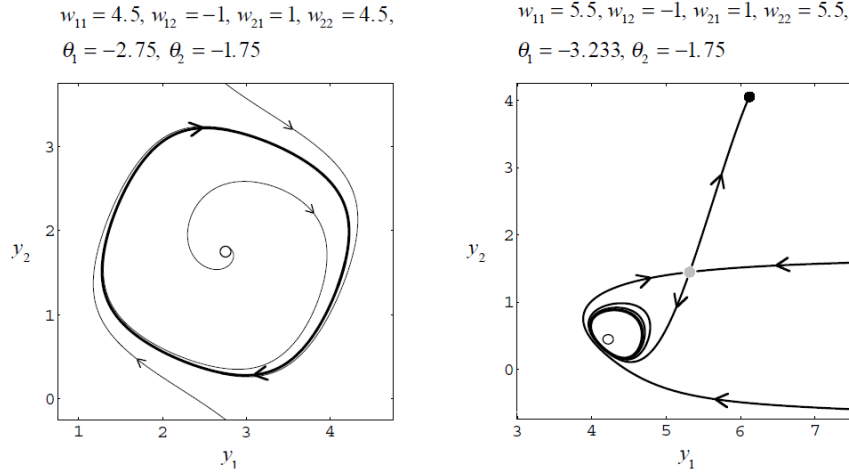 w₁₁ = 4.5, w₁₂ = −1, w₂₁ = 1, w₂₂ = 4.5,
θ₁ = −2.75, θ₂ = −1.75
3
2
1
0
y₂
1
2
3
4
y₁
w₁₁ = 5.5, w₁₂ = −1, w₂₁ = 1, w₂₂ = 5.5,
θ₁ = −3.233, θ₂ = −1.75
4
3
2
1
0
y₂
3
4
5
6
7
y₁